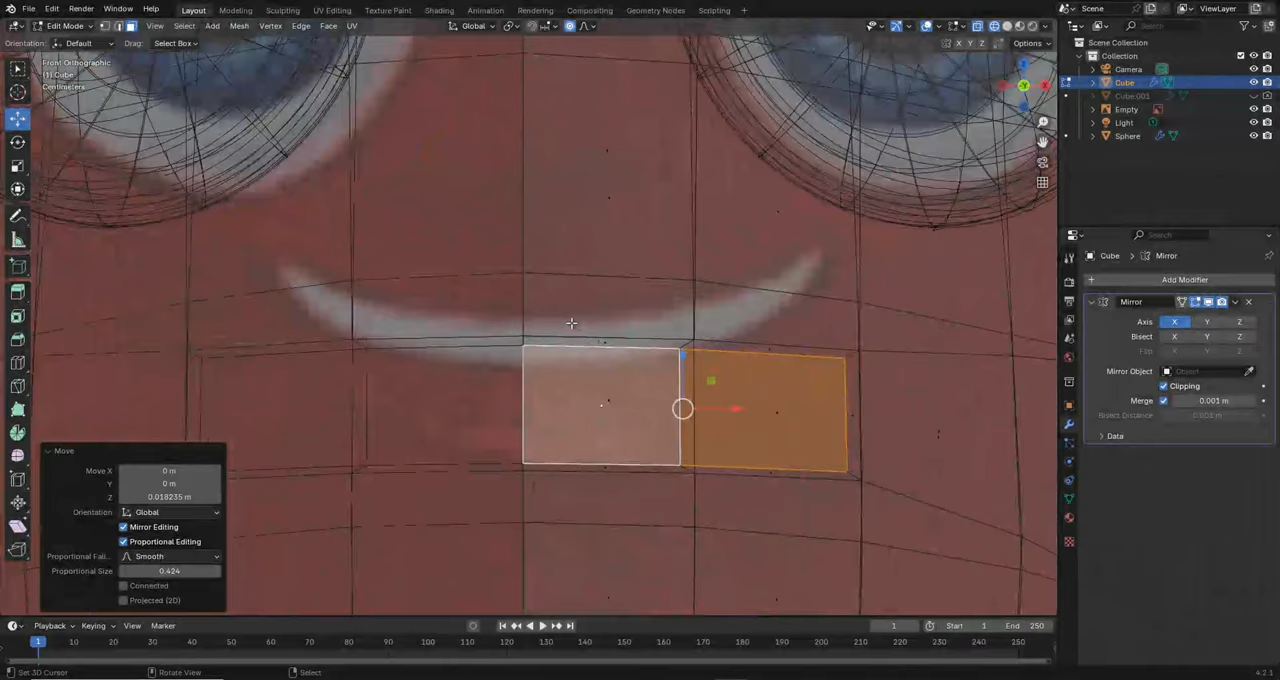 File Edit Render Window Help Layout Modeling Sculpting UV Editing Texture Paint Shading Animation Rendering Compositing Geometry Nodes Scripting + Scene ViewLayer
Edit Mode View Select Add Mesh Vertex Edge Face UV Global Search
Orientation: Default Drag: Select Box X Y Z Options
Scene Collection
Collection
Camera
Cube
Cube.001
Empty
Light
Sphere
Front Orthographic
(1) Cube
Centimeters
Z
X
-Y
Search
Cube > Mirror
+ Add Modifier
Mirror
Axis X Y Z
Bisect X Y Z
Flip X Y Z
Mirror Object Object
Clipping
Merge 0.001 m
Bisect Distance 0.001 m
Data
Move
Move X 0 m
Y 0 m
Z 0.018235 m
Orientation Global
Mirror Editing
Proportional Editing
Proportional Fall... Smooth
Proportional Size 0.424
Connected
Projected (2D)
Playback Keying View Marker 1 Start 1 End 250
1 10 20 30 40 50 60 70 80 90 100 110 120 130 140 150 160 170 180 190 200 210 220 230 240 250
Set 3D Cursor Rotate View Select 4.2.1